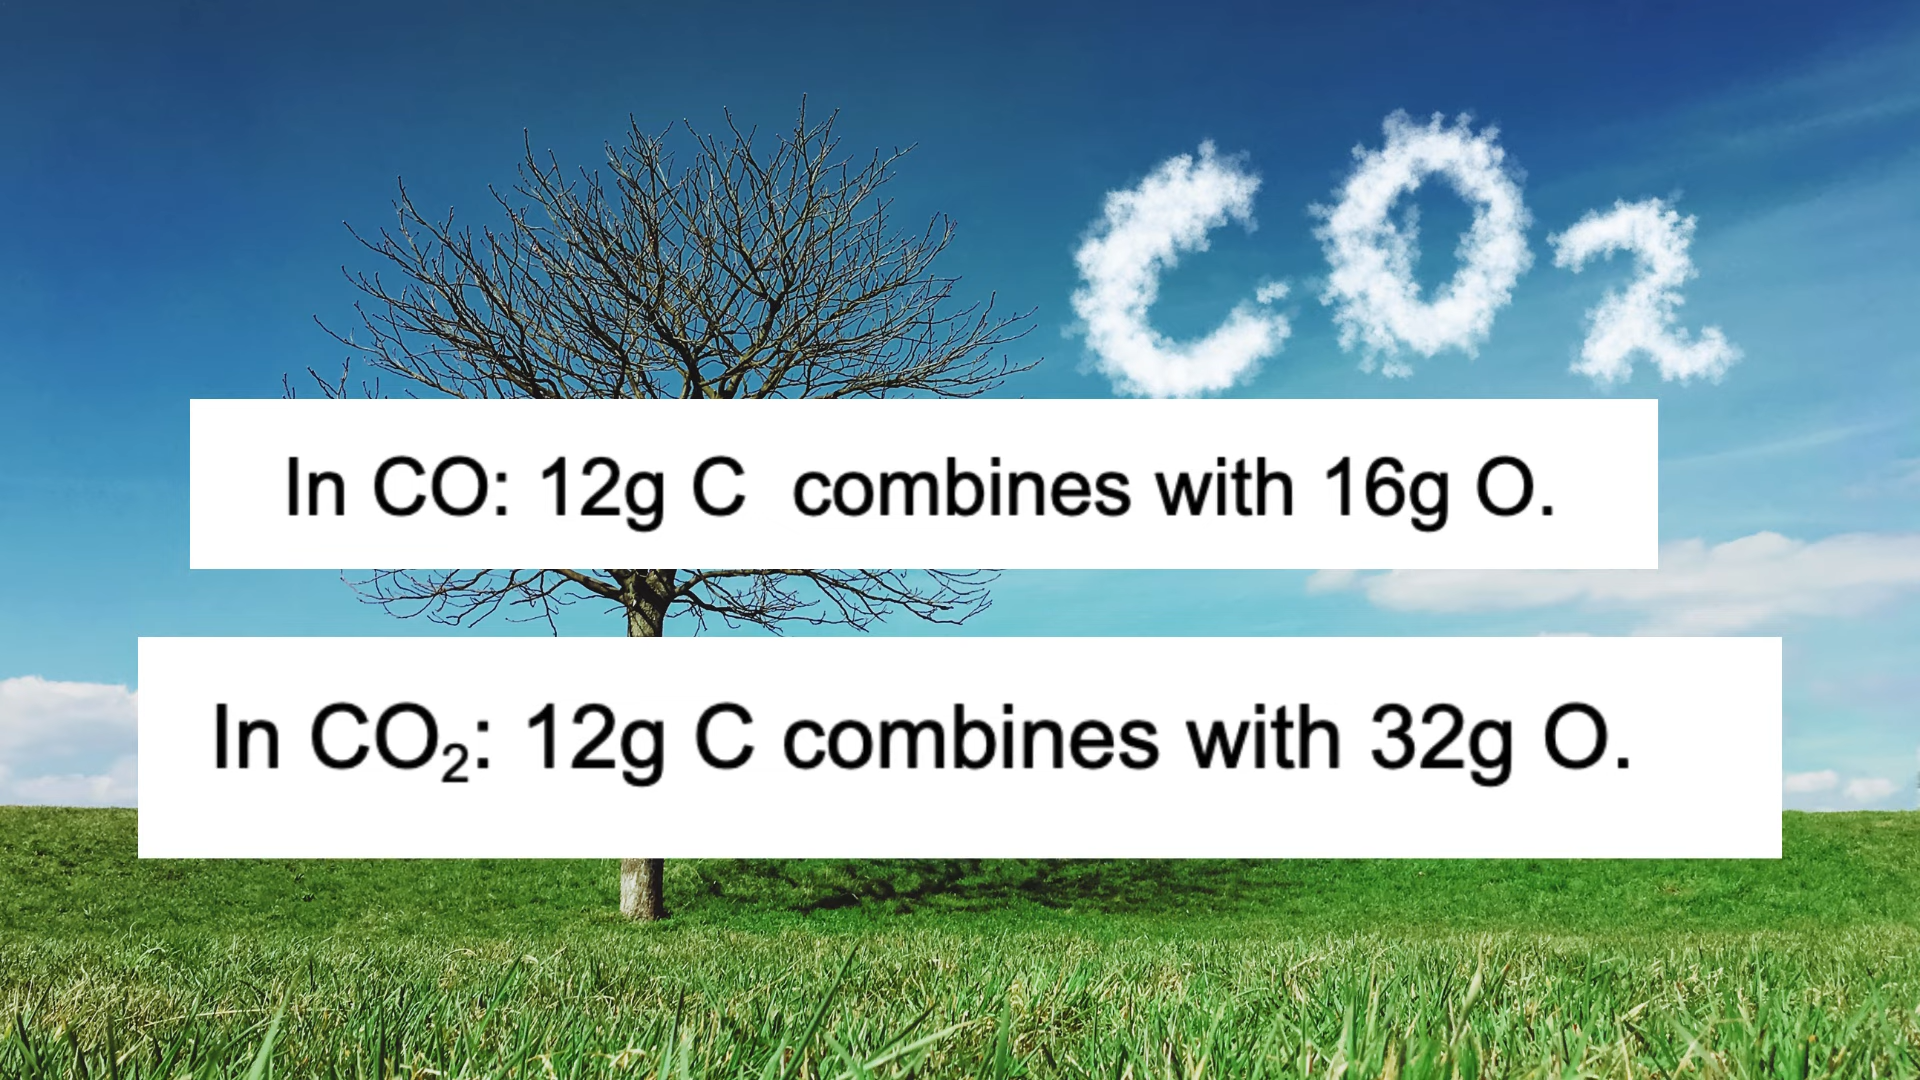 CO2
In CO: 12g C  combines with 16g O.
In CO₂: 12g C combines with 32g O.